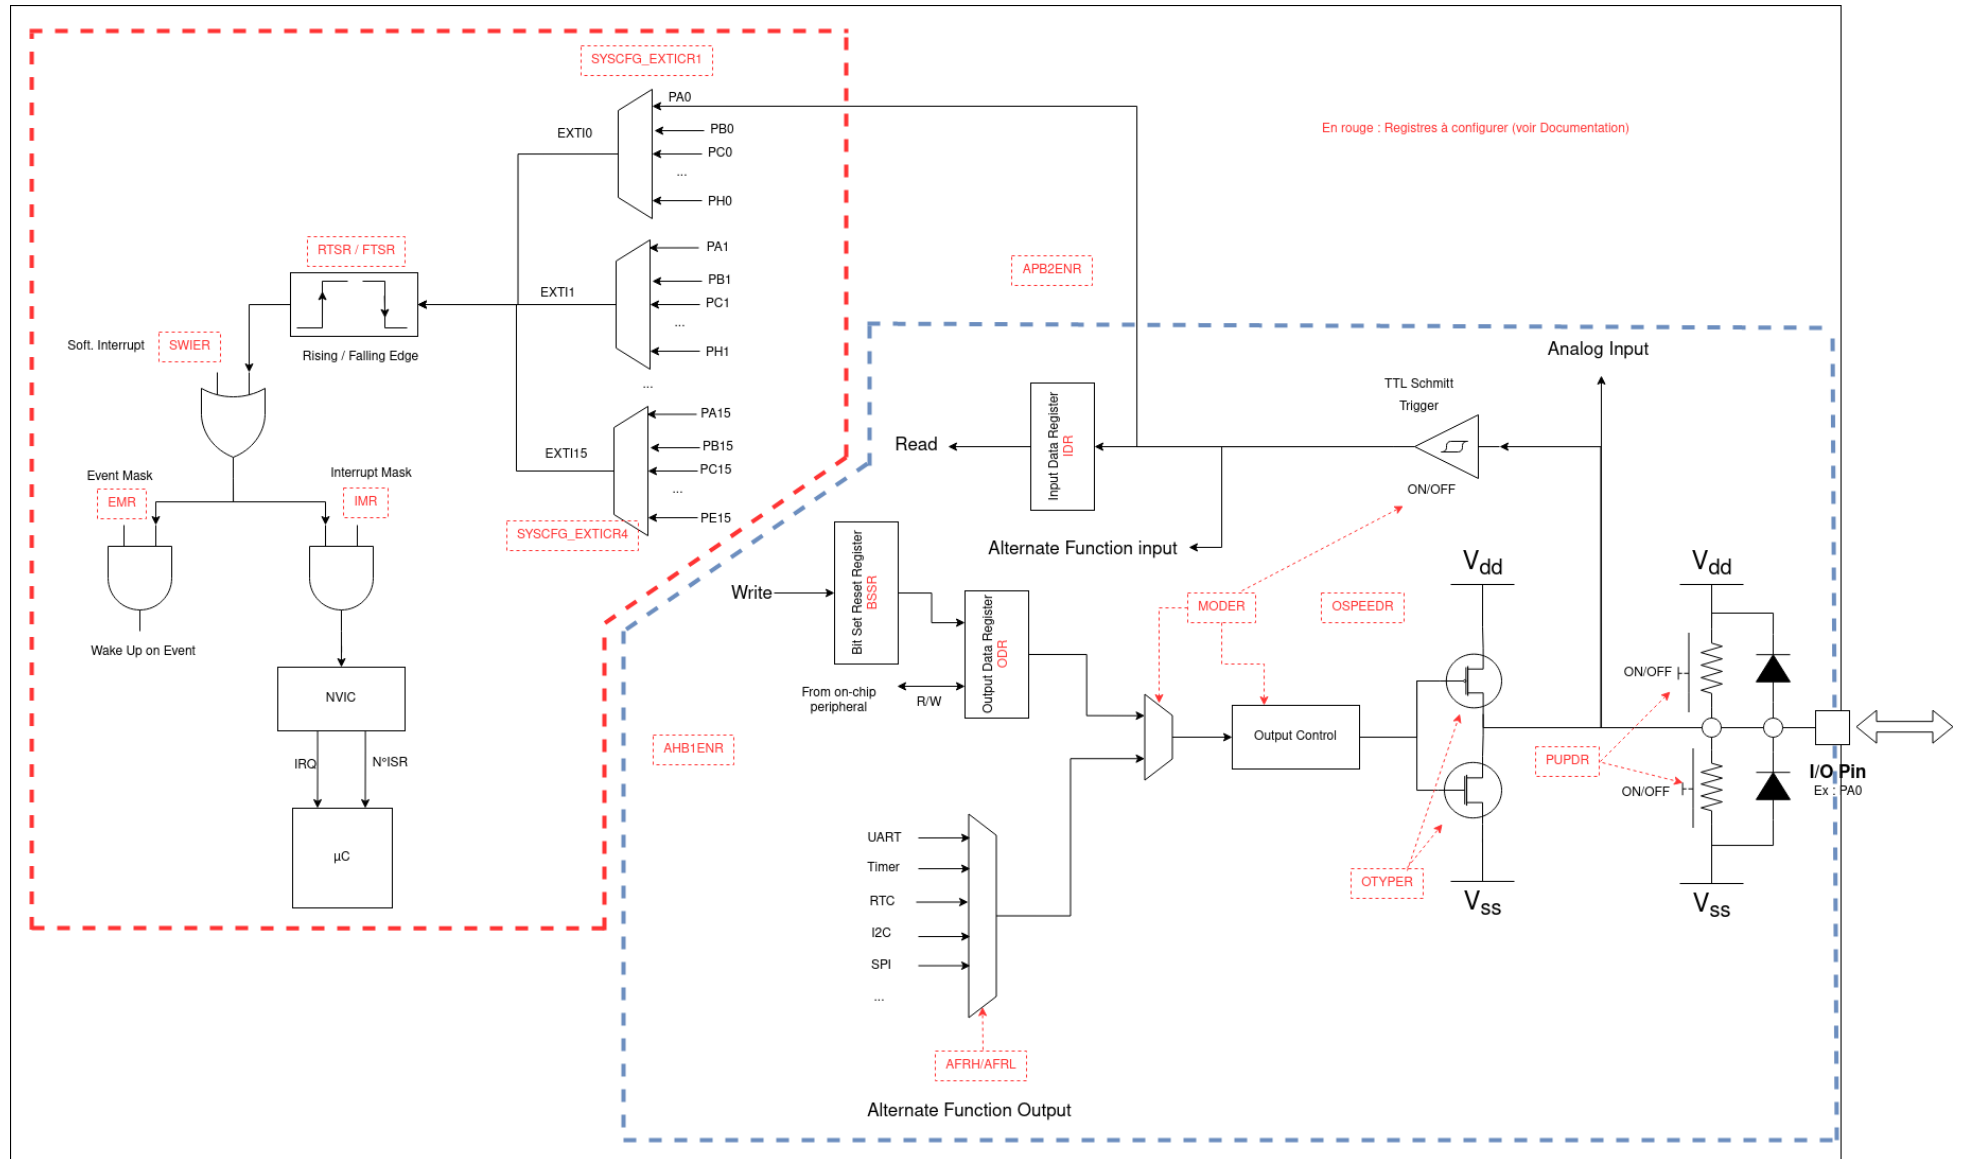 SYSCFG_EXTICR1
PA0
EXTI0
PB0
PC0
...
PH0
En rouge : Registres à configurer (voir Documentation)
RTSR / FTSR
PA1
PB1
EXTI1
PC1
...
PH1
...
APB2ENR
Soft. Interrupt
SWIER
Rising / Falling Edge
PA15
PB15
EXTI15
PC15
...
PE15
SYSCFG_EXTICR4
Event Mask
EMR
Interrupt Mask
IMR
Wake Up on Event
NVIC
IRQ
N°ISR
µC
Analog Input
TTL Schmitt
Trigger
ON/OFF
Read
Input Data Register
IDR
Alternate Function input
Write
Bit Set Reset Register
BSSR
Output Data Register
ODR
From on-chip
peripheral
R/W
MODER
OSPEEDR
Vdd
Vdd
ON/OFF
AHB1ENR
Output Control
PUPDR
ON/OFF
I/O Pin
Ex : PA0
OTYPER
Vss
Vss
UART
Timer
RTC
I2C
SPI
...
AFRH/AFRL
Alternate Function Output